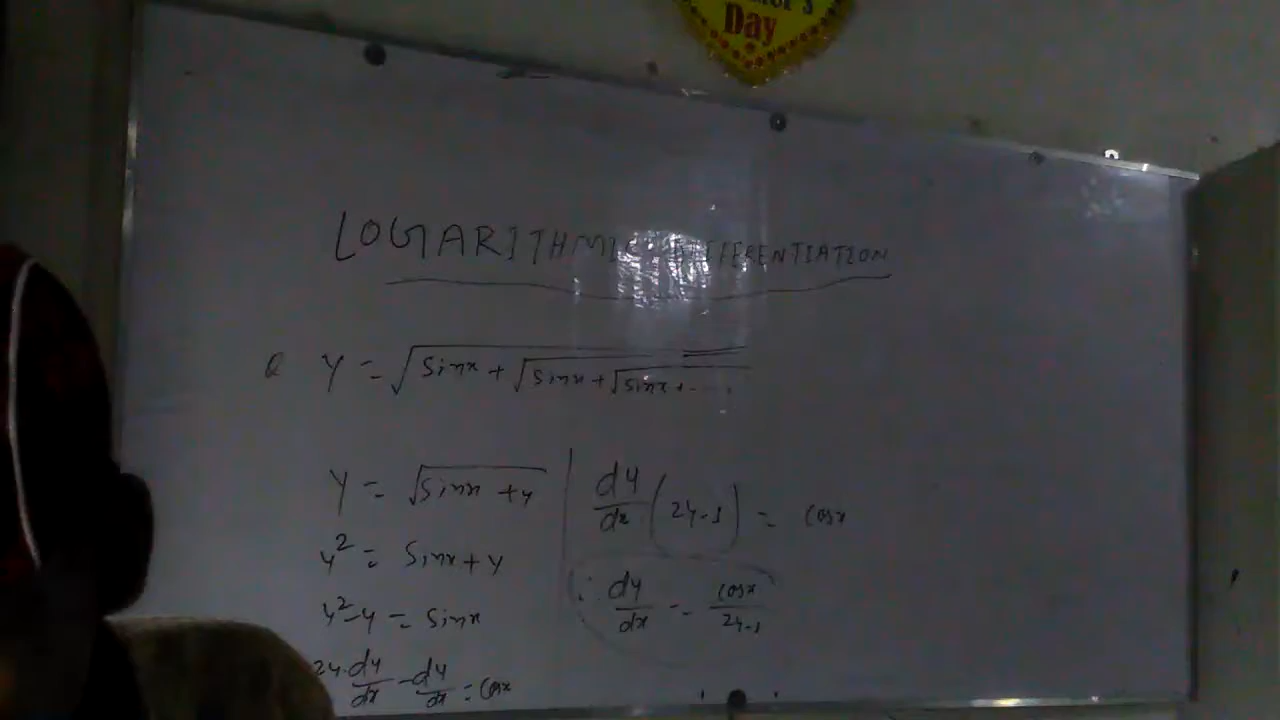 Day
LOGARITHMIC DIFFERENTIATION
Q y = √(sinx + √(sinx + √(sinx + ....
y = √(sinx + y)
y² = sinx + y
y² - y = sinx
2y·dy/dx - dy/dx = cosx
dy/dx (2y-1) = cosx
∴ dy/dx = cosx/2y-1